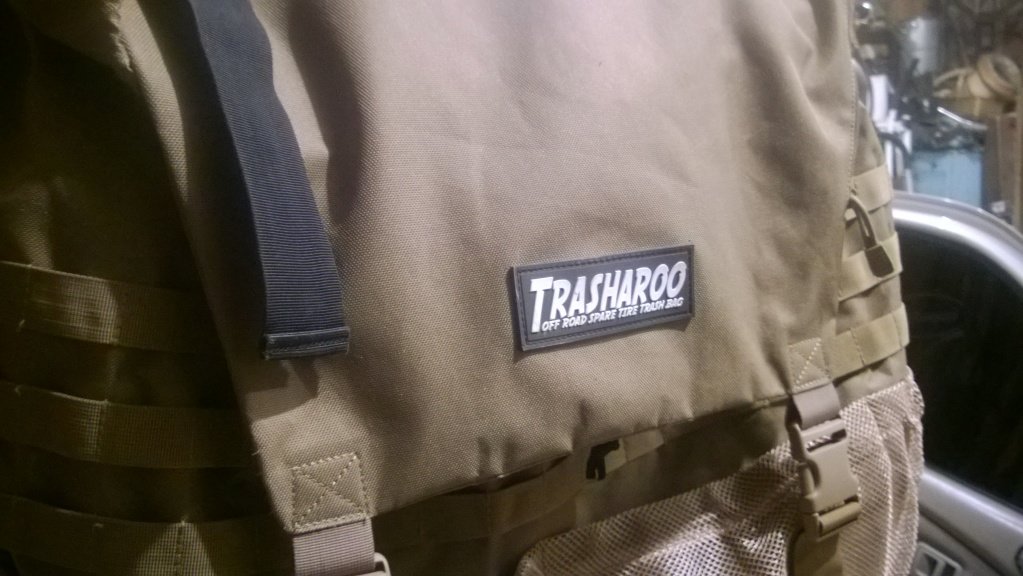 TRASHAROO
OFF ROAD SPARE TIRE TRASH BAG